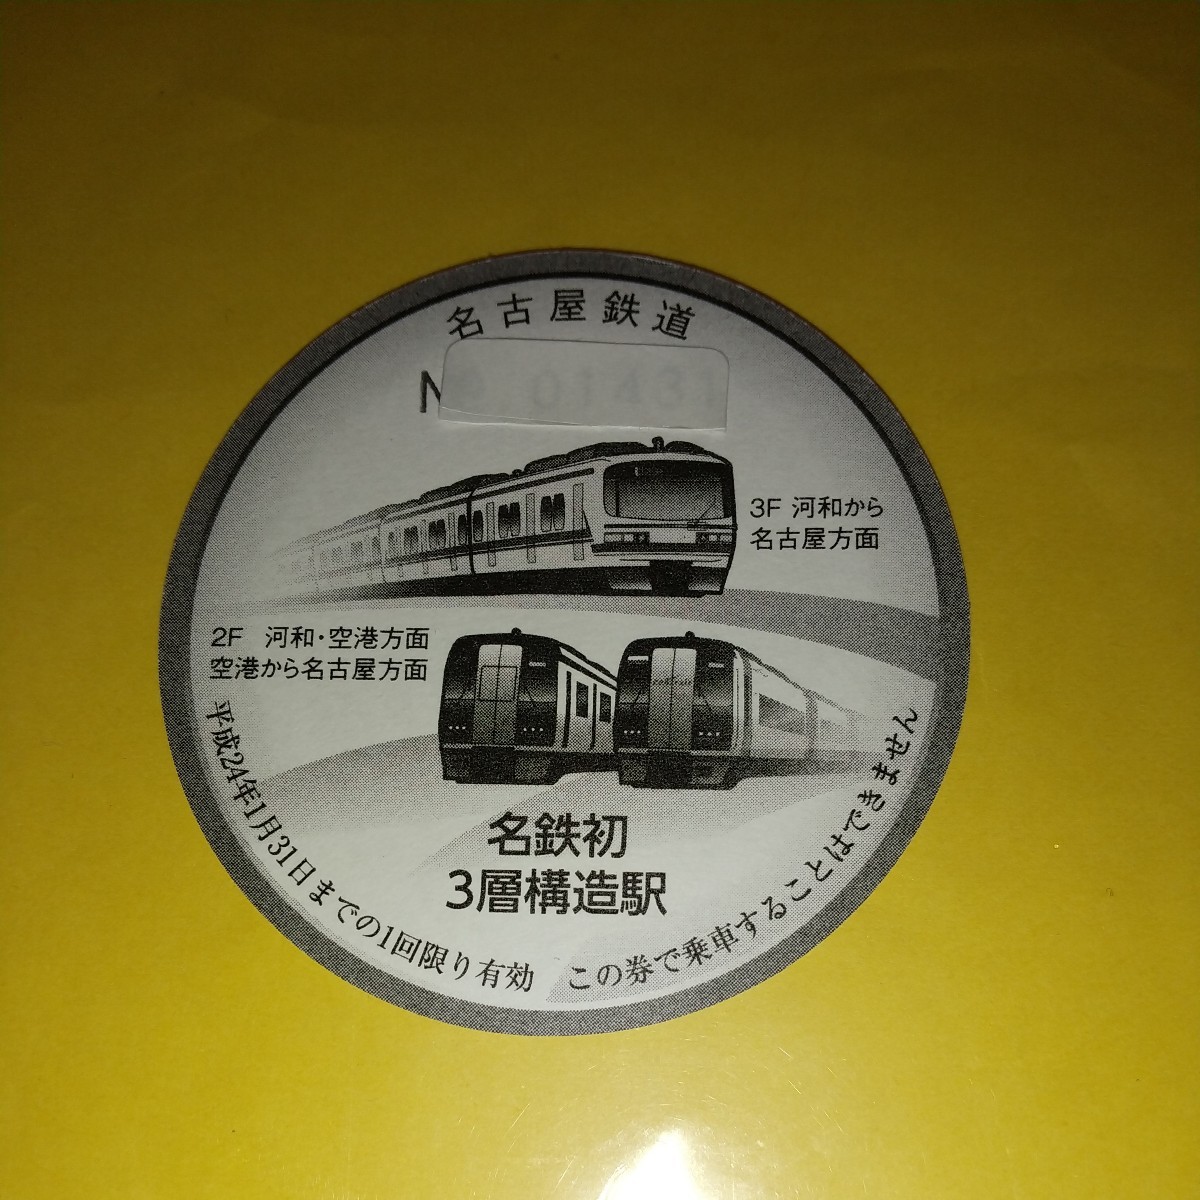 名古屋鉄道
N 01431
3F 河和から
名古屋方面
2F 河和・空港方面
空港から名古屋方面
名鉄初
3層構造駅
平成24年1月31日までの1回限り有効 この券で乗車することはできません